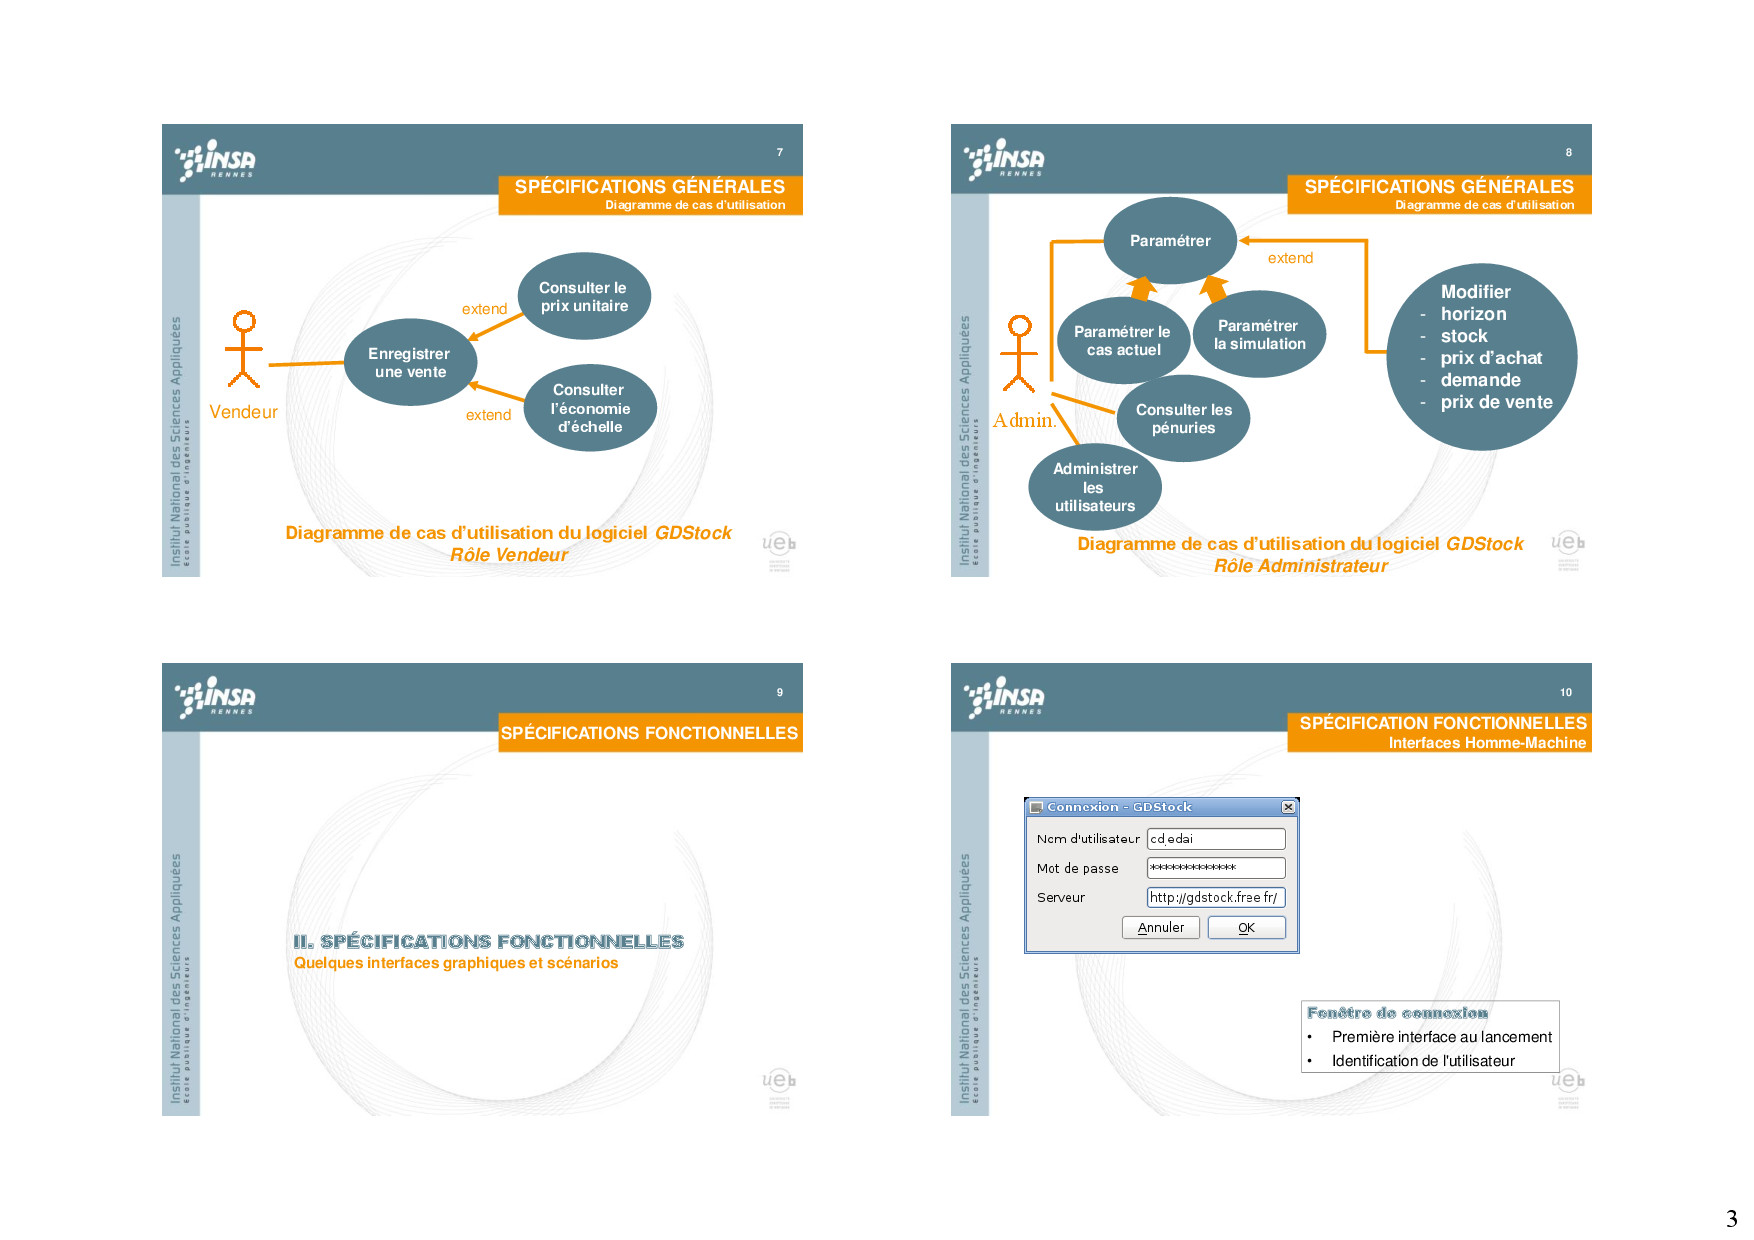 iNSA
RENNES
7
SPÉCIFICATIONS GÉNÉRALES
Diagramme de cas d'utilisation
Institut National des Sciences Appliquées
École publique d'ingénieurs
Consulter le
prix unitaire
extend
Enregistrer
une vente
Vendeur
extend
Consulter
l'économie
d'échelle
Diagramme de cas d'utilisation du logiciel GDStock
Rôle Vendeur
ueb
iNSA
RENNES
8
SPÉCIFICATIONS GÉNÉRALES
Diagramme de cas d'utilisation
Institut National des Sciences Appliquées
École publique d'ingénieurs
Paramétrer
extend
Modifier
- horizon
- stock
- prix d'achat
- demande
- prix de vente
Paramétrer le
cas actuel
Paramétrer
la simulation
Admin.
Consulter les
pénuries
Administrer
les
utilisateurs
Diagramme de cas d'utilisation du logiciel GDStock
Rôle Administrateur
ueb
iNSA
RENNES
9
SPÉCIFICATIONS FONCTIONNELLES
Institut National des Sciences Appliquées
École publique d'ingénieurs
II. SPÉCIFICATIONS FONCTIONNELLES
Quelques interfaces graphiques et scénarios
ueb
iNSA
RENNES
10
SPÉCIFICATION FONCTIONNELLES
Interfaces Homme-Machine
Institut National des Sciences Appliquées
École publique d'ingénieurs
Connexion - GDStock
Nom d'utilisateur cdjedai
Mot de passe **************
Serveur http://gdstock.free.fr/
Annuler OK
Fenêtre de connexion
• Première interface au lancement
• Identification de l'utilisateur
ueb
3